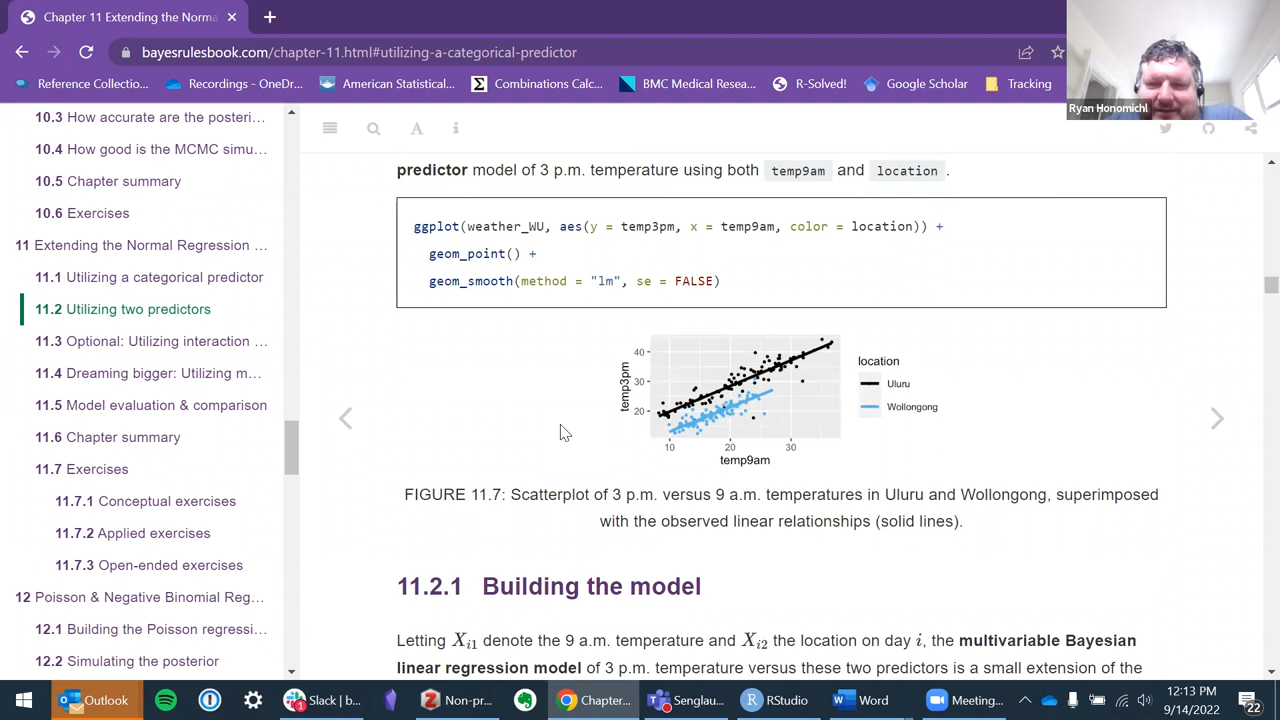 Chapter 11 Extending the Norma
bayesrulesbook.com/chapter-11.html#utilizing-a-categorical-predictor
Reference Collectio...
Recordings - OneDr...
American Statistical...
Combinations Calc...
BMC Medical Resea...
R-Solved!
Google Scholar
Tracking
Ryan Honomichl
10.3 How accurate are the posteri...
10.4 How good is the MCMC simu...
10.5 Chapter summary
10.6 Exercises
11 Extending the Normal Regression ...
11.1 Utilizing a categorical predictor
11.2 Utilizing two predictors
11.3 Optional: Utilizing interaction ...
11.4 Dreaming bigger: Utilizing m...
11.5 Model evaluation & comparison
11.6 Chapter summary
11.7 Exercises
11.7.1 Conceptual exercises
11.7.2 Applied exercises
11.7.3 Open-ended exercises
12 Poisson & Negative Binomial Reg...
12.1 Building the Poisson regressi...
12.2 Simulating the posterior
predictor model of 3 p.m. temperature using both temp9am and location.
ggplot(weather_WU, aes(y = temp3pm, x = temp9am, color = location)) +
geom_point() +
geom_smooth(method = "lm", se = FALSE)
temp3pm
40
30
20
10 20 30
temp9am
location
Uluru
Wollongong
FIGURE 11.7: Scatterplot of 3 p.m. versus 9 a.m. temperatures in Uluru and Wollongong, superimposed
with the observed linear relationships (solid lines).
11.2.1 Building the model
Letting Xi1 denote the 9 a.m. temperature and Xi2 the location on day i, the multivariable Bayesian
linear regression model of 3 p.m. temperature versus these two predictors is a small extension of the
Outlook
Slack | b...
Non-pr...
Chapter...
Senglau...
RStudio
Word
Meeting...
12:13 PM
9/14/2022
22